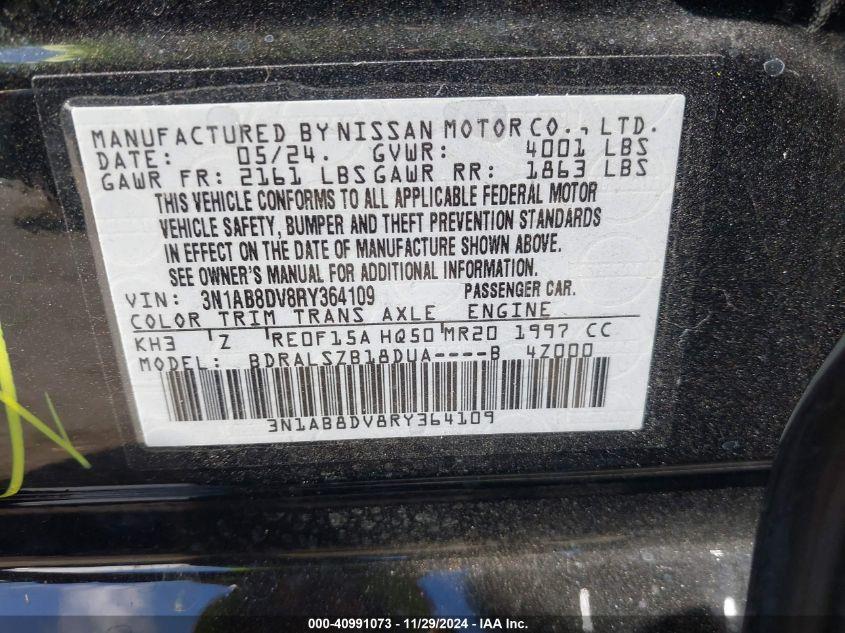 MANUFACTURED BY NISSAN MOTOR CO., LTD.
DATE: 05/24. GVWR: 4001 LBS
GAWR FR: 2161 LBS GAWR RR: 1863 LBS
THIS VEHICLE CONFORMS TO ALL APPLICABLE FEDERAL MOTOR
VEHICLE SAFETY, BUMPER AND THEFT PREVENTION STANDARDS
IN EFFECT ON THE DATE OF MANUFACTURE SHOWN ABOVE.
SEE OWNER'S MANUAL FOR ADDITIONAL INFORMATION.
VIN: 3N1AB8DV8RY364109 PASSENGER CAR.
COLOR TRIM TRANS AXLE ENGINE
KH3 Z RE0F15A HQ50 MR20 1997 CC
MODEL: BDRALSZB18DUA----B 4Z000
3N1AB8DV8RY364109
000-40991073 - 11/29/2024 - IAA Inc.